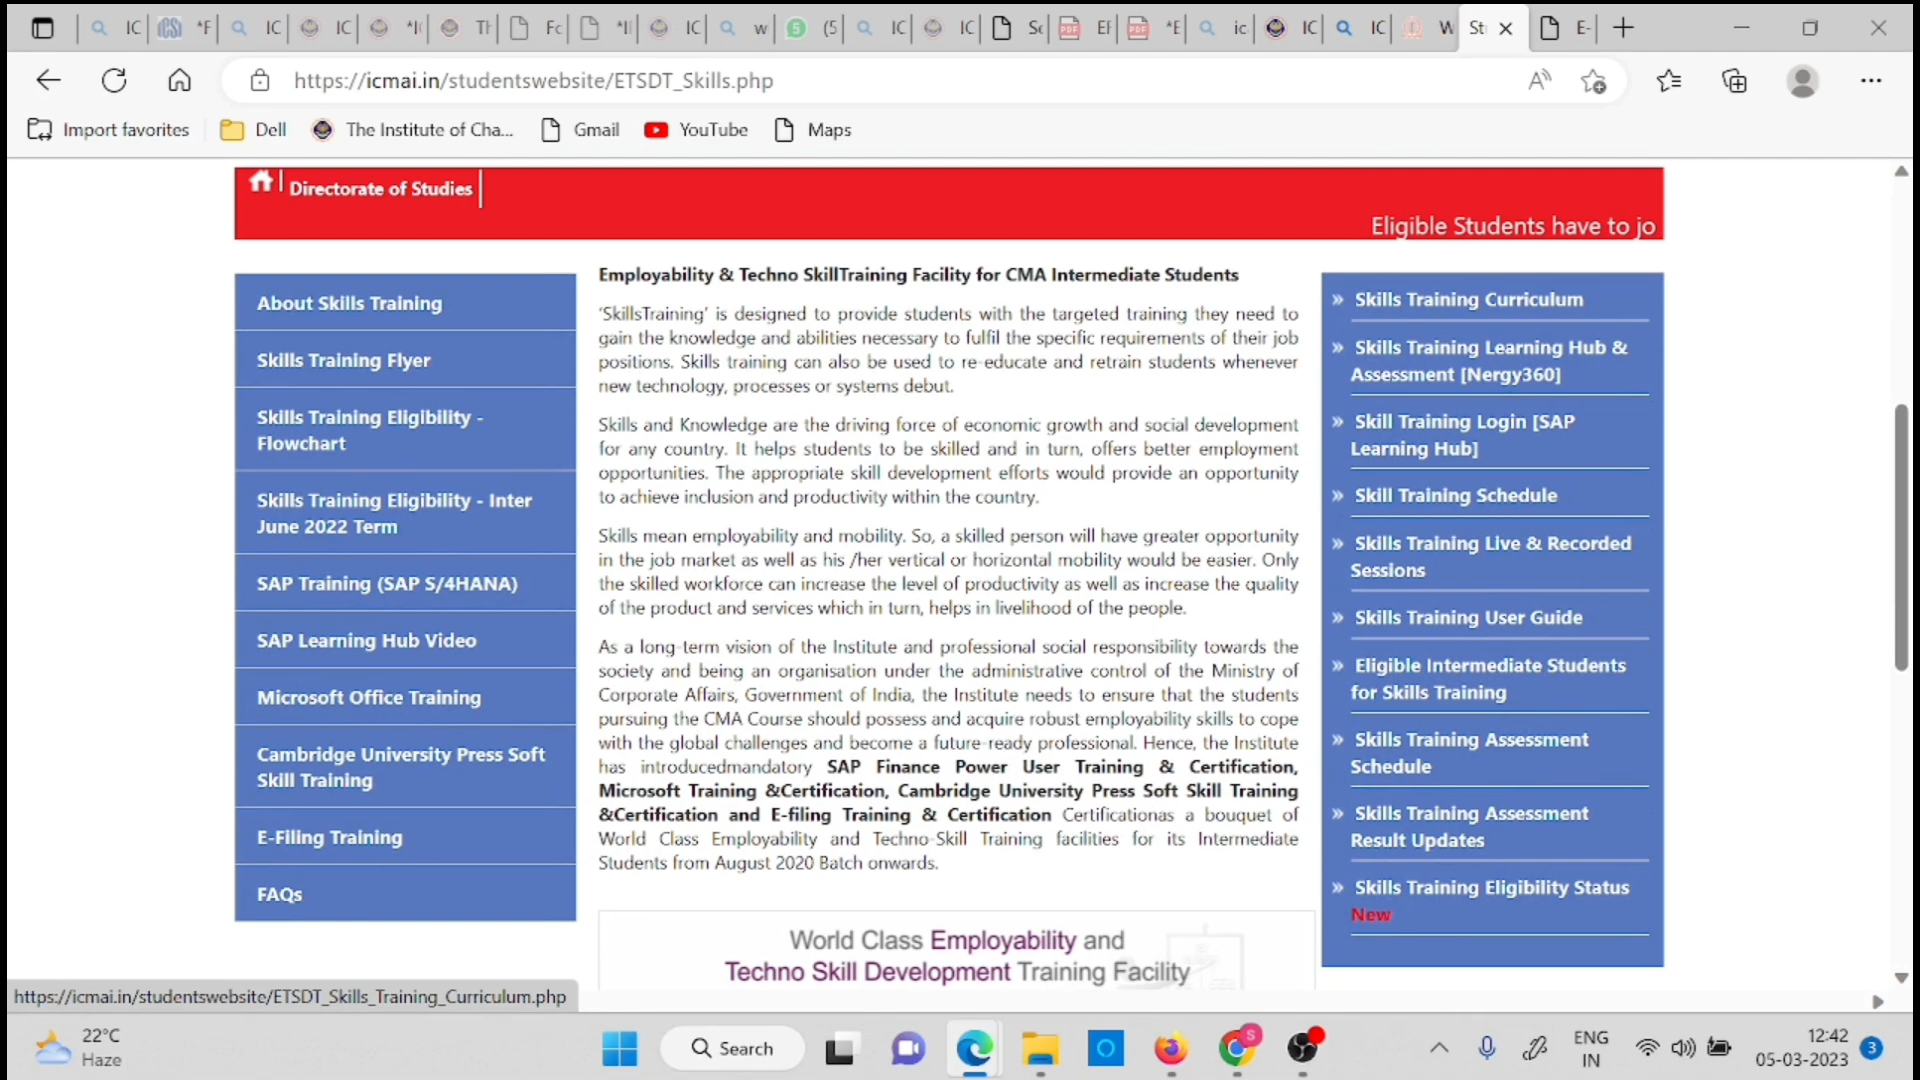 IC
*F
IC
IC
*I(
Tl
Fc
*II
IC
w
(5
IC
IC
Sc
El
*E
ic
IC
IC
W
St
E-
https://icmai.in/studentswebsite/ETSDT_Skills.php
Import favorites
Dell
The Institute of Cha...
Gmail
YouTube
Maps
Directorate of Studies
Eligible Students have to jo
About Skills Training
Skills Training Flyer
Skills Training Eligibility -
Flowchart
Skills Training Eligibility - Inter
June 2022 Term
SAP Training (SAP S/4HANA)
SAP Learning Hub Video
Microsoft Office Training
Cambridge University Press Soft
Skill Training
E-Filing Training
FAQs
Employability & Techno SkillTraining Facility for CMA Intermediate Students
‘SkillsTraining’ is designed to provide students with the targeted training they need to
gain the knowledge and abilities necessary to fulfil the specific requirements of their job
positions. Skills training can also be used to re-educate and retrain students whenever
new technology, processes or systems debut.
Skills and Knowledge are the driving force of economic growth and social development
for any country. It helps students to be skilled and in turn, offers better employment
opportunities. The appropriate skill development efforts would provide an opportunity
to achieve inclusion and productivity within the country.
Skills mean employability and mobility. So, a skilled person will have greater opportunity
in the job market as well as his /her vertical or horizontal mobility would be easier. Only
the skilled workforce can increase the level of productivity as well as increase the quality
of the product and services which in turn, helps in livelihood of the people.
As a long-term vision of the Institute and professional social responsibility towards the
society and being an organisation under the administrative control of the Ministry of
Corporate Affairs, Government of India, the Institute needs to ensure that the students
pursuing the CMA Course should possess and acquire robust employability skills to cope
with the global challenges and become a future-ready professional. Hence, the Institute
has introducedmandatory SAP Finance Power User Training & Certification,
Microsoft Training &Certification, Cambridge University Press Soft Skill Training
&Certification and E-filing Training & Certification Certificationas a bouquet of
World Class Employability and Techno-Skill Training facilities for its Intermediate
Students from August 2020 Batch onwards.
World Class Employability and
Techno Skill Development Training Facility
» Skills Training Curriculum
» Skills Training Learning Hub &
Assessment [Nergy360]
» Skill Training Login [SAP
Learning Hub]
» Skill Training Schedule
» Skills Training Live & Recorded
Sessions
» Skills Training User Guide
» Eligible Intermediate Students
for Skills Training
» Skills Training Assessment
Schedule
» Skills Training Assessment
Result Updates
» Skills Training Eligibility Status
New
https://icmai.in/studentswebsite/ETSDT_Skills_Training_Curriculum.php
22°C
Haze
Search
ENG
IN
12:42
05-03-2023
3